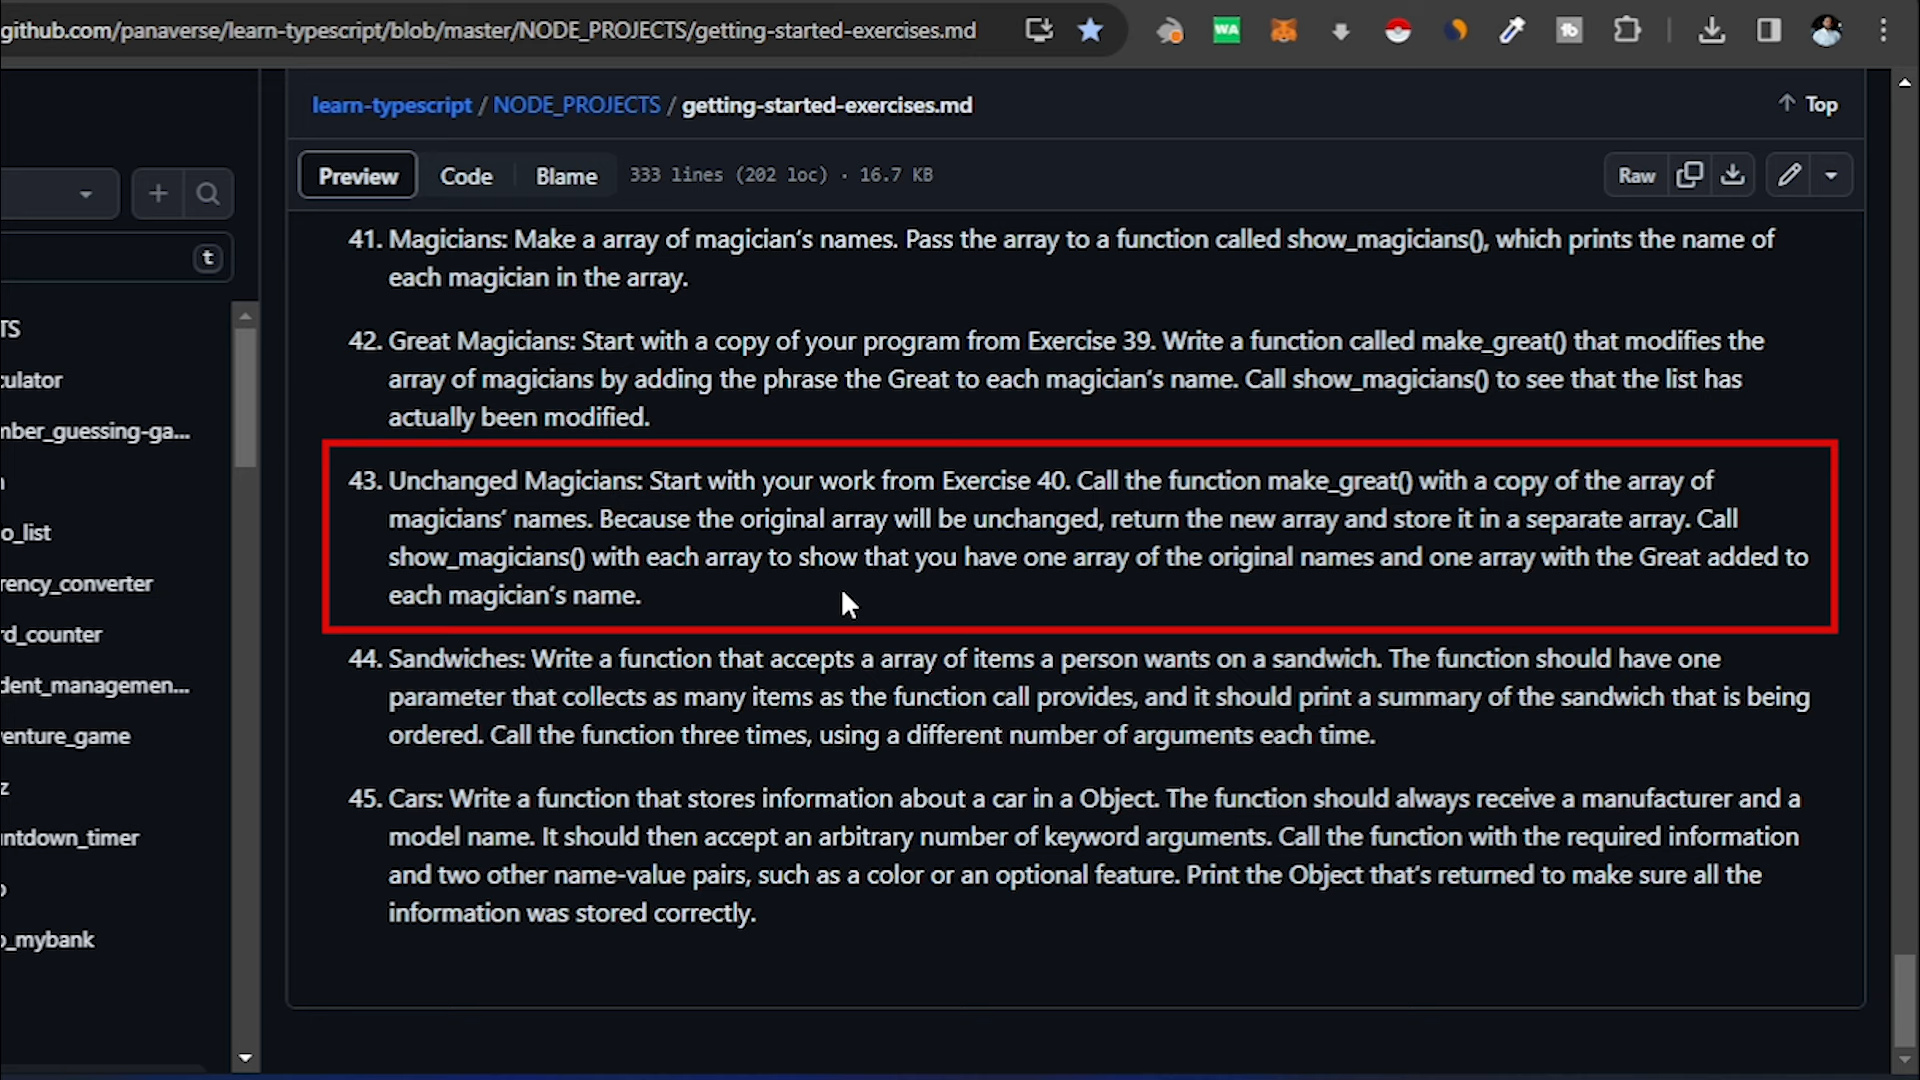 github.com/panaverse/learn-typescript/blob/master/NODE_PROJECTS/getting-started-exercises.md
WA
tb
learn-typescript / NODE_PROJECTS / getting-started-exercises.md
Top
Preview
Code
Blame
333 lines (202 loc) · 16.7 KB
Raw
t
TS
culator
mber_guessing-ga...
n
o_list
rency_converter
rd_counter
dent_managemen...
venture_game
z
untdown_timer
o
o_mybank
41. Magicians: Make a array of magician's names. Pass the array to a function called show_magicians(), which prints the name of
each magician in the array.
42. Great Magicians: Start with a copy of your program from Exercise 39. Write a function called make_great() that modifies the
array of magicians by adding the phrase the Great to each magician's name. Call show_magicians() to see that the list has
actually been modified.
43. Unchanged Magicians: Start with your work from Exercise 40. Call the function make_great() with a copy of the array of
magicians' names. Because the original array will be unchanged, return the new array and store it in a separate array. Call
show_magicians() with each array to show that you have one array of the original names and one array with the Great added to
each magician's name.
44. Sandwiches: Write a function that accepts a array of items a person wants on a sandwich. The function should have one
parameter that collects as many items as the function call provides, and it should print a summary of the sandwich that is being
ordered. Call the function three times, using a different number of arguments each time.
45. Cars: Write a function that stores information about a car in a Object. The function should always receive a manufacturer and a
model name. It should then accept an arbitrary number of keyword arguments. Call the function with the required information
and two other name-value pairs, such as a color or an optional feature. Print the Object that's returned to make sure all the
information was stored correctly.